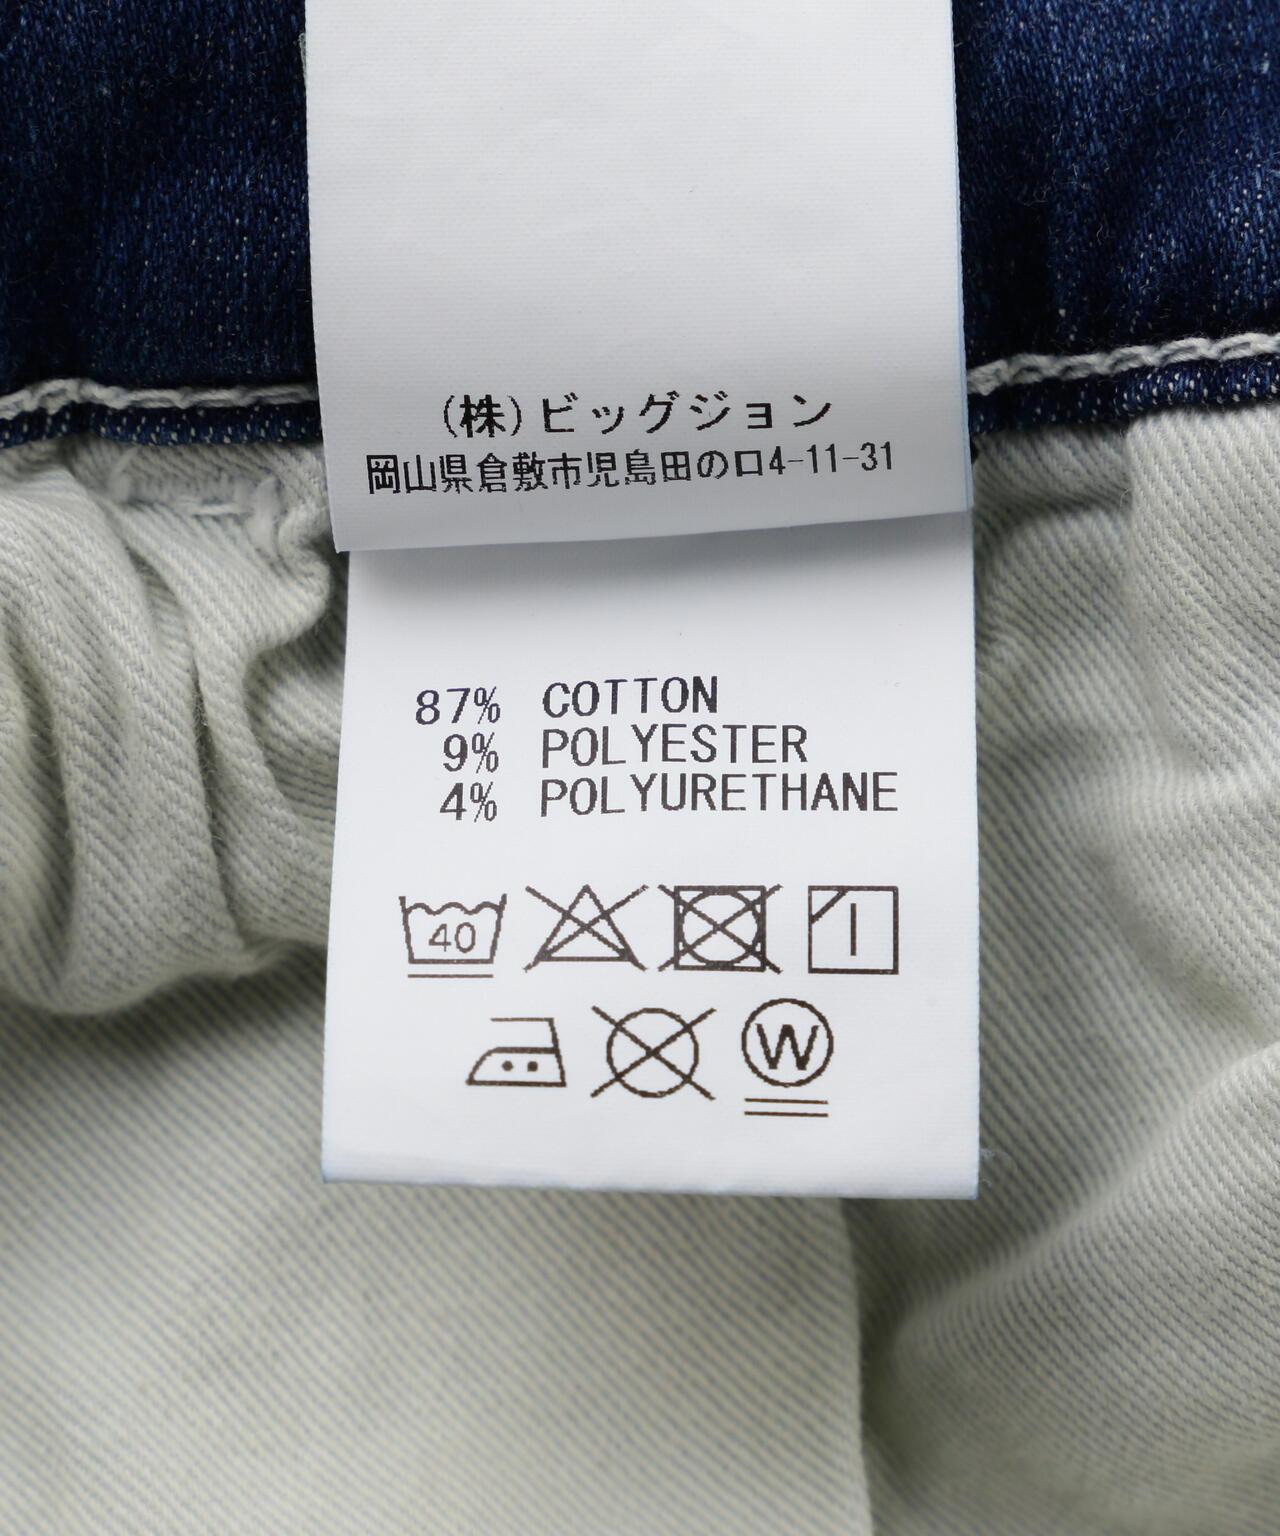 (株)ビッグジョン
岡山県倉敷市児島田の口4-11-31
87% COTTON
9% POLYESTER
4% POLYURETHANE
40
W